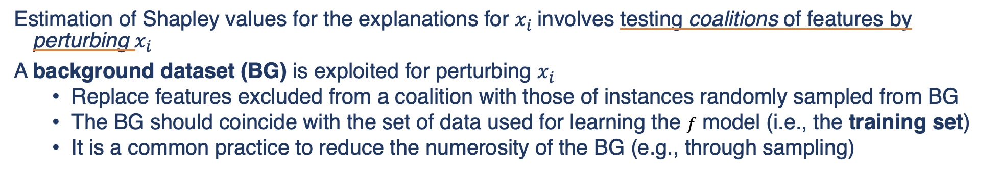 Estimation of Shapley values for the explanations for xᵢ involves testing coalitions of features by
perturbing xᵢ
A background dataset (BG) is exploited for perturbing xᵢ
• Replace features excluded from a coalition with those of instances randomly sampled from BG
• The BG should coincide with the set of data used for learning the f model (i.e., the training set)
• It is a common practice to reduce the numerosity of the BG (e.g., through sampling)